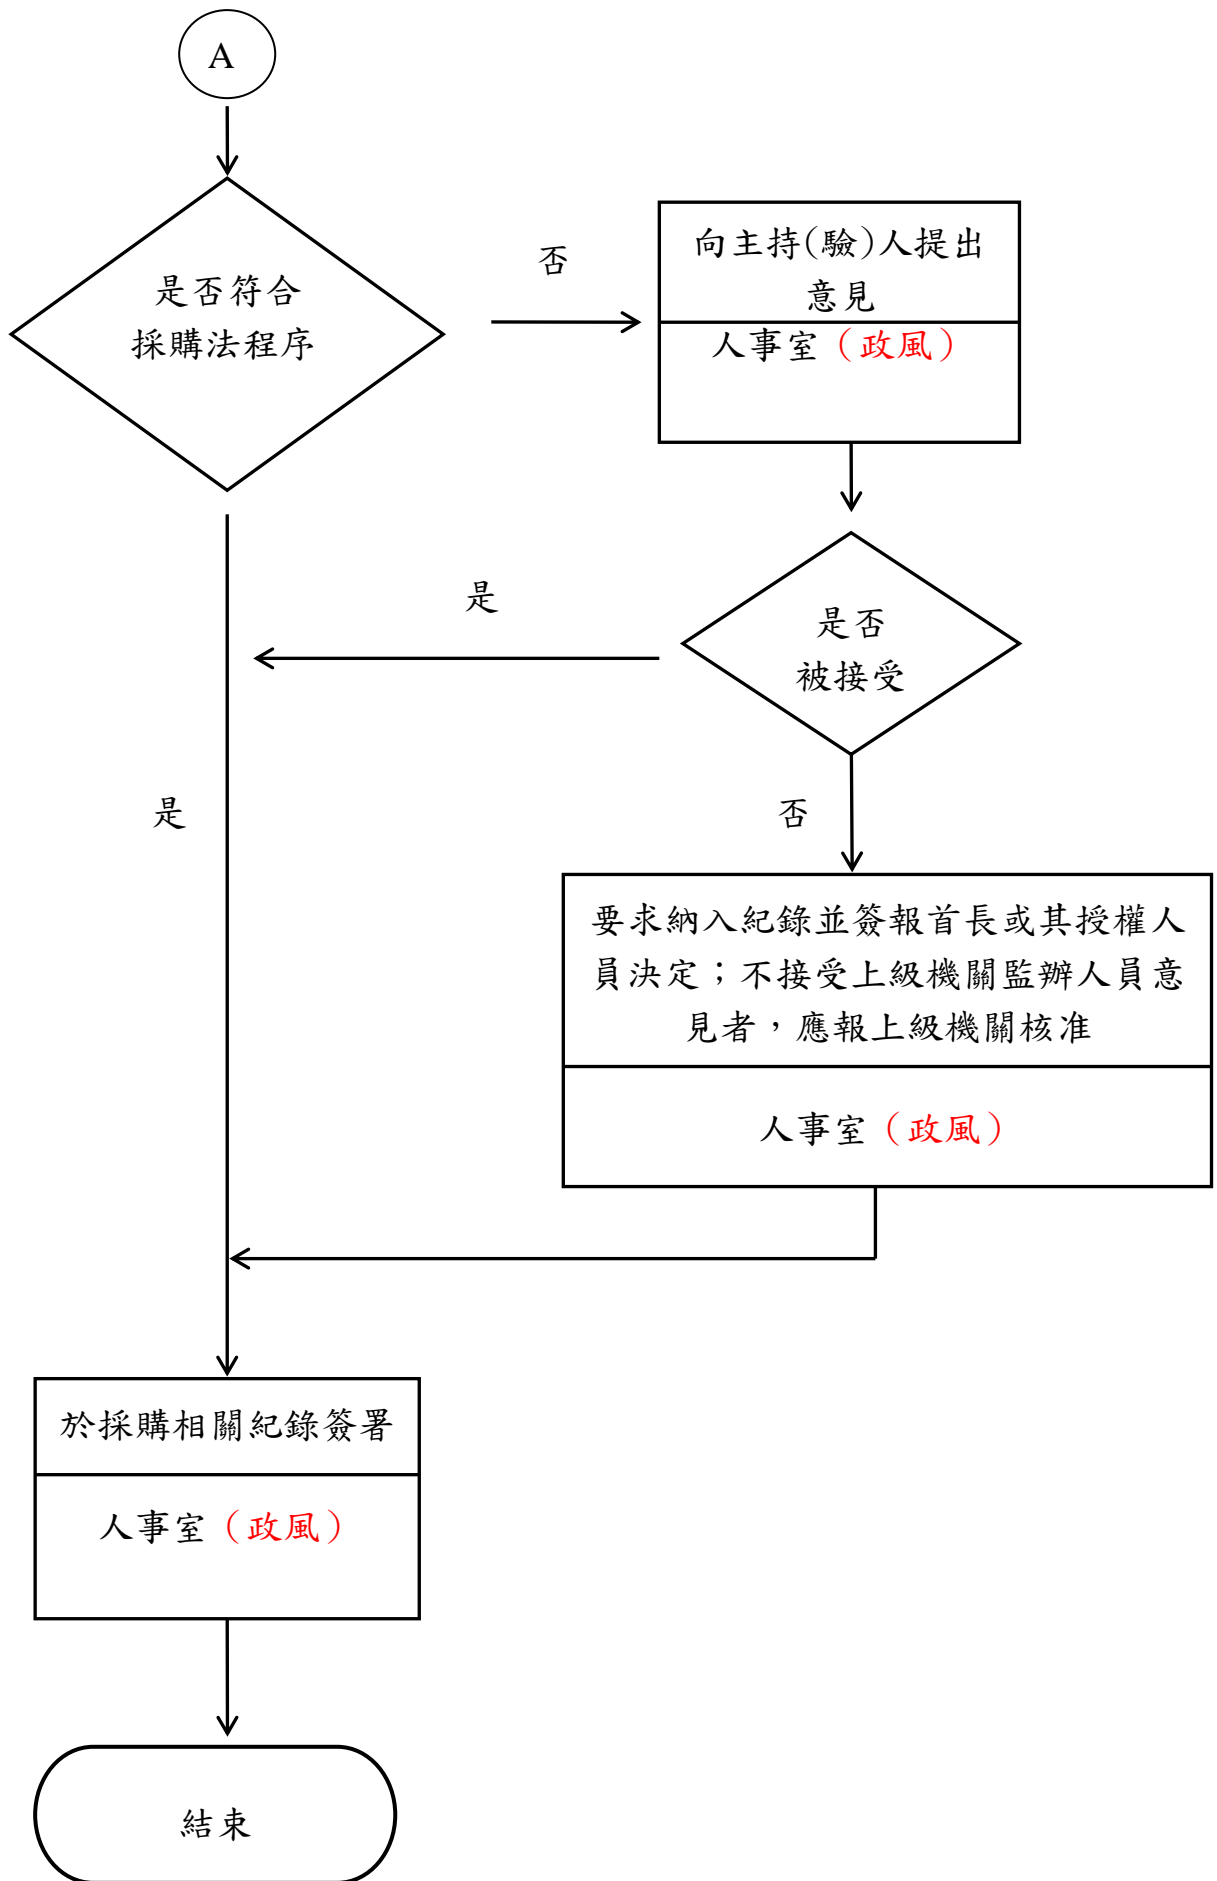 A
是否符合
採購法程序
否
向主持(驗)人提出
意見
人事室（政風）
是
是否
被接受
是
否
要求納入紀錄並簽報首長或其授權人
員決定；不接受上級機關監辦人員意
見者，應報上級機關核准
人事室（政風）
於採購相關紀錄簽署
人事室（政風）
結束